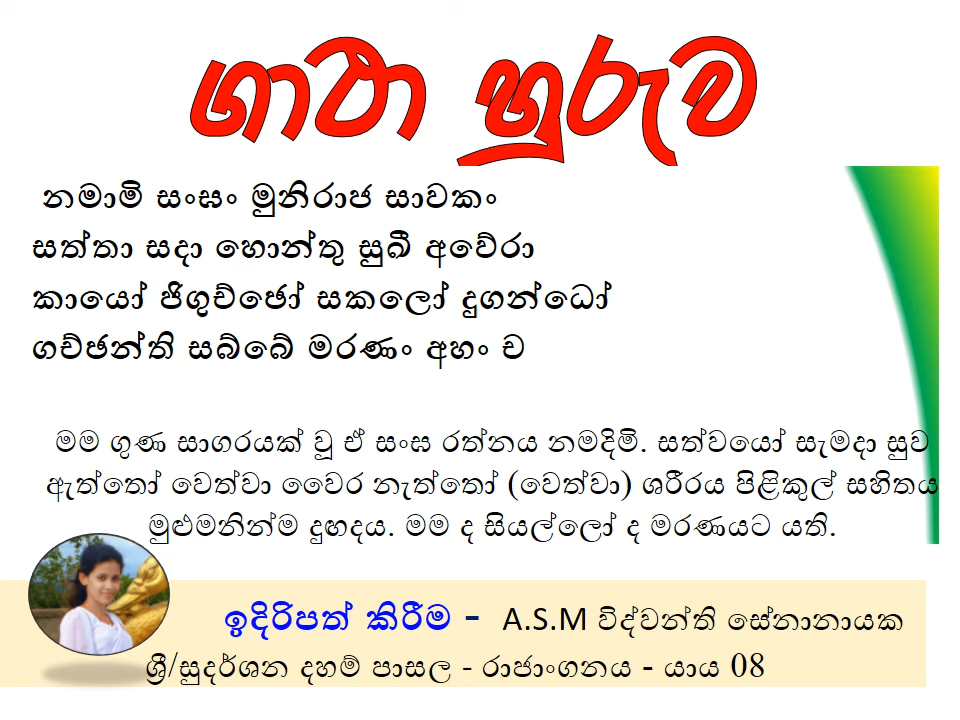 ගාථා හුරුව
නමාමි සංඝං මුනිරාජ සාවකං
සත්තා සදා හොන්තු සුඛී අවේරා
කායෝ ජිගුච්ඡෝ සකලෝ දුගන්ධෝ
ගච්ඡන්ති සබ්බේ මරණං අහං ච
මම ගුණ සාගරයක් වූ ඒ සංඝ රත්නය නමදිමි. සත්වයෝ සැමදා සුව
ඇත්තෝ වෙත්වා වෛර නැත්තෝ (වෙත්වා) ශරීරය පිළිකුල් සහිතය
මුළුමනින්ම දුඟදය. මම ද සියල්ලෝ ද මරණයට යති.
ඉදිරිපත් කිරීම - A.S.M විද්වන්ති සේනානායක
ශ්‍රී/සුදර්ශන දහම් පාසල - රාජාංගනය - යාය 08